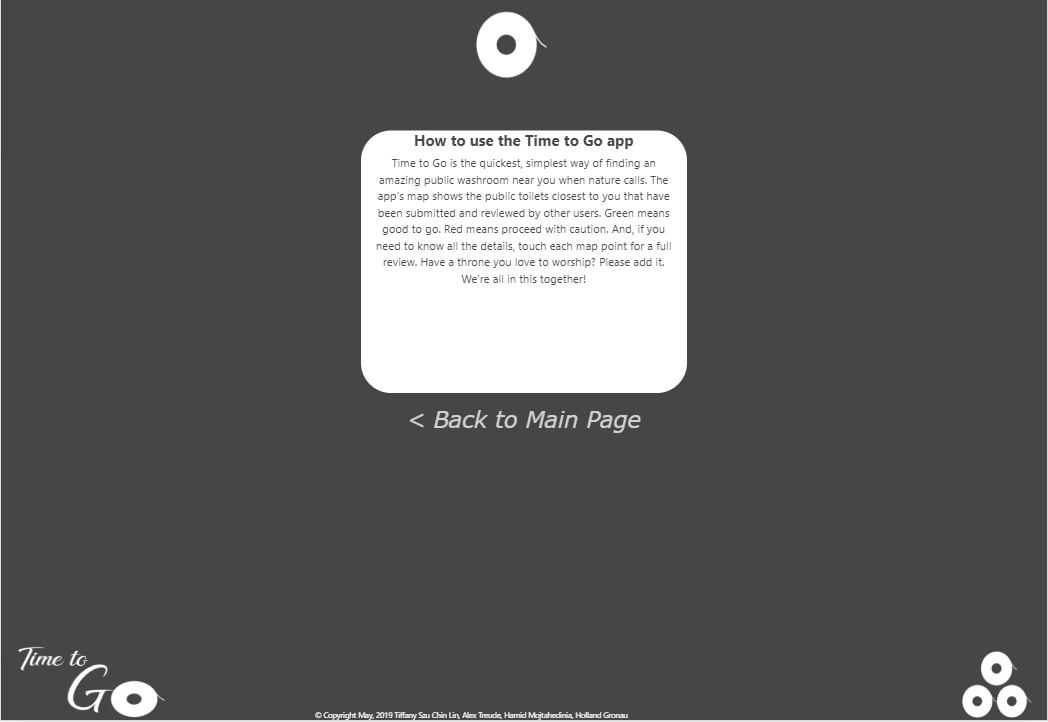 How to use the Time to Go app
Time to Go is the quickest, simplest way of finding an
amazing public washroom near you when nature calls. The
app's map shows the public toilets closest to you that have
been submitted and reviewed by other users. Green means
good to go. Red means proceed with caution. And, if you
need to know all the details, touch each map point for a full
review. Have a throne you love to worship? Please add it.
We're all in this together!
< Back to Main Page
Time to
Go
© Copyright May, 2019 Tiffany Szu Chin Lin, Alex Treude, Hamid Mojtahedinia, Holland Gronau